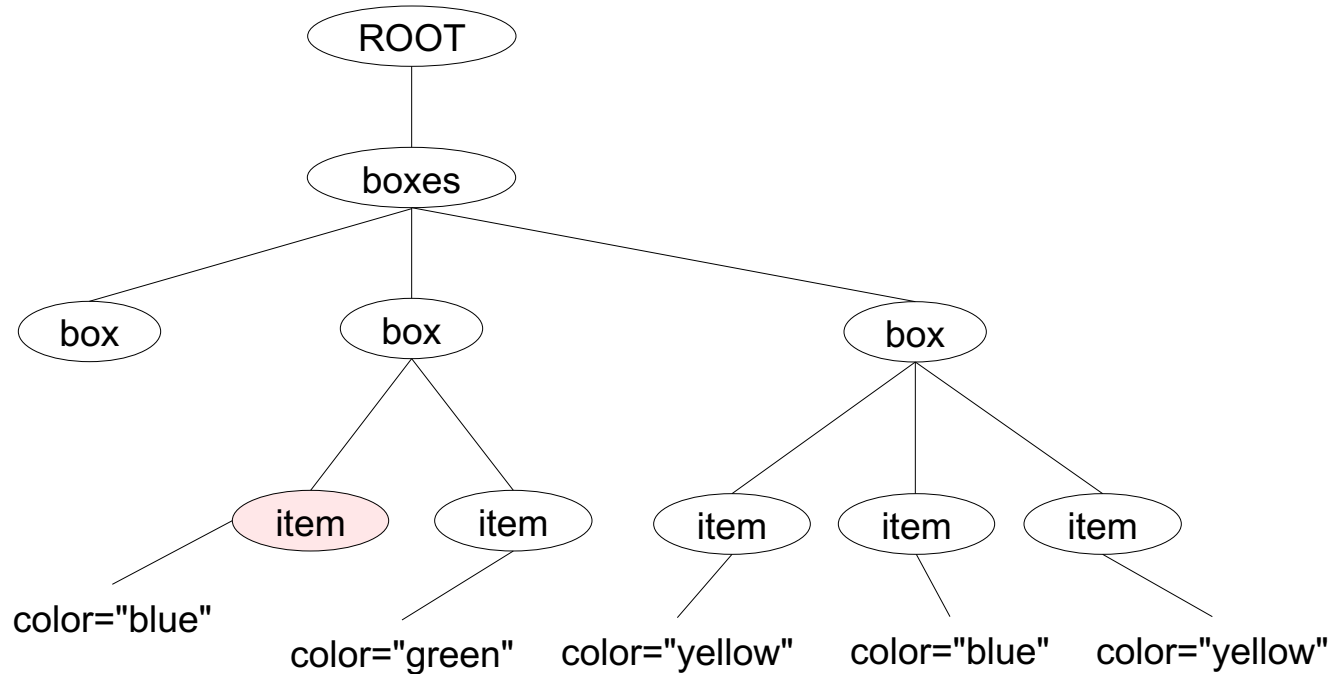 ROOT
boxes
box
box
box
item
item
item
item
item
color="blue"
color="green"
color="yellow"
color="blue"
color="yellow"